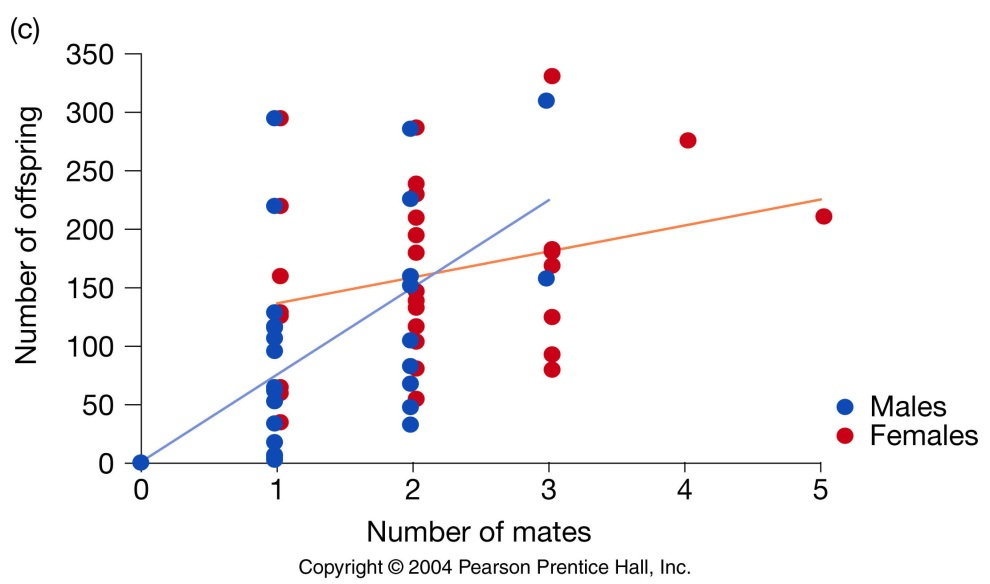 (c)
350
300
250
200
150
100
50
0
Number of offspring
0 1 2 3 4 5
Number of mates
Males
Females
Copyright © 2004 Pearson Prentice Hall, Inc.